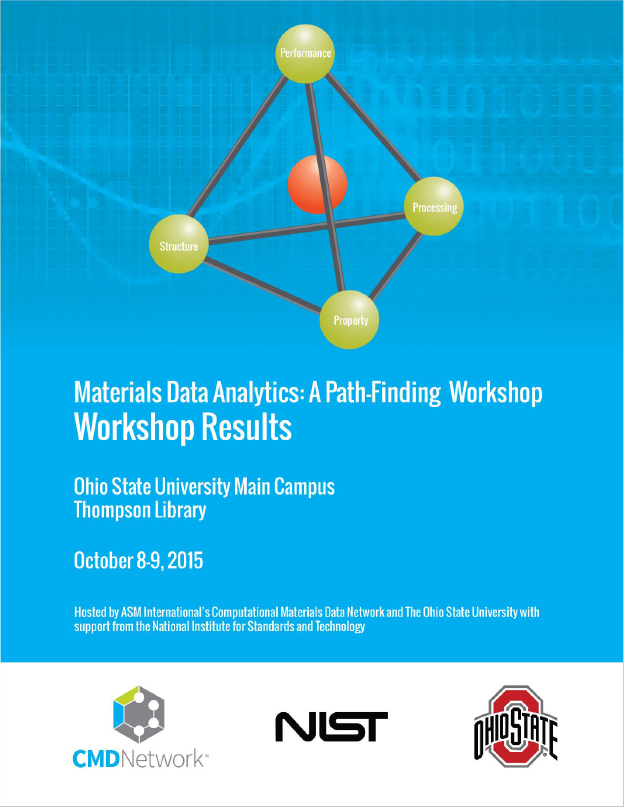 Performance
Processing
Structure
Property
Materials Data Analytics: A Path-Finding Workshop
Workshop Results
Ohio State University Main Campus
Thompson Library
October 8-9, 2015
Hosted by ASM International's Computational Materials Data Network and The Ohio State University with
support from the National Institute for Standards and Technology
CMDNetwork™
NIST
OHIO STATE